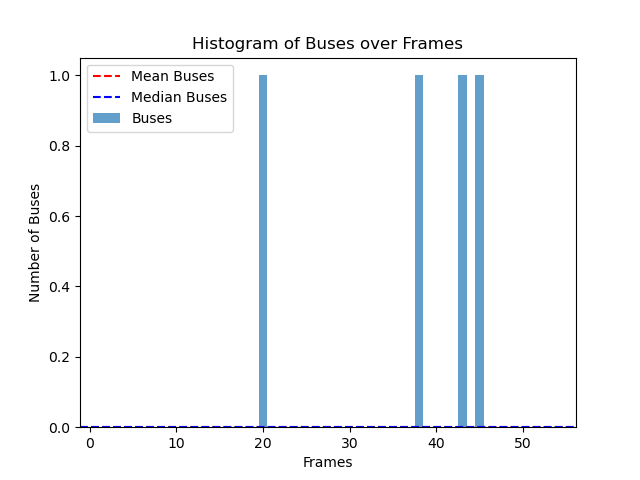 Histogram of Buses over Frames
Mean Buses
Median Buses
Buses
1.0
0.8
0.6
0.4
0.2
0.0
Number of Buses
0 10 20 30 40 50
Frames